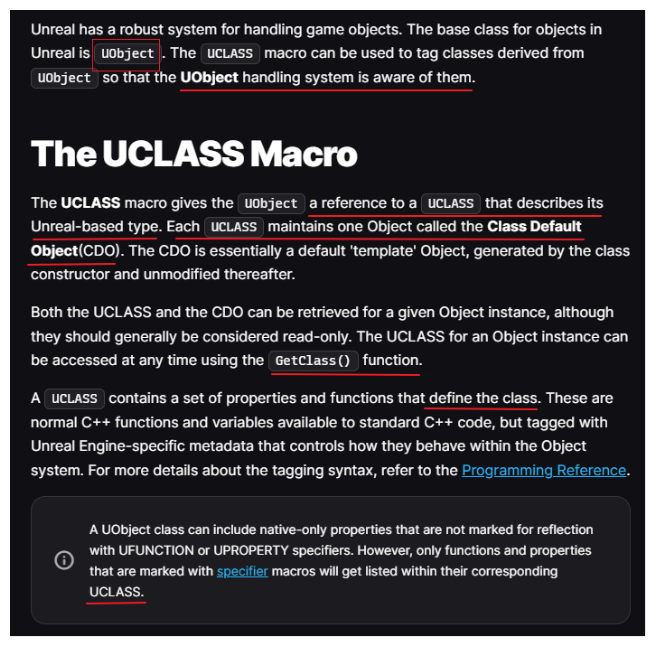 Unreal has a robust system for handling game objects. The base class for objects in
Unreal is UObject. The UCLASS macro can be used to tag classes derived from
UObject so that the UObject handling system is aware of them.
The UCLASS Macro
The UCLASS macro gives the UObject a reference to a UCLASS that describes its
Unreal-based type. Each UCLASS maintains one Object called the Class Default
Object(CDO). The CDO is essentially a default 'template' Object, generated by the class
constructor and unmodified thereafter.
Both the UCLASS and the CDO can be retrieved for a given Object instance, although
they should generally be considered read-only. The UCLASS for an Object instance can
be accessed at any time using the GetClass() function.
A UCLASS contains a set of properties and functions that define the class. These are
normal C++ functions and variables available to standard C++ code, but tagged with
Unreal Engine-specific metadata that controls how they behave within the Object
system. For more details about the tagging syntax, refer to the Programming Reference.
A UObject class can include native-only properties that are not marked for reflection
with UFUNCTION or UPROPERTY specifiers. However, only functions and properties
that are marked with specifier macros will get listed within their corresponding
UCLASS.